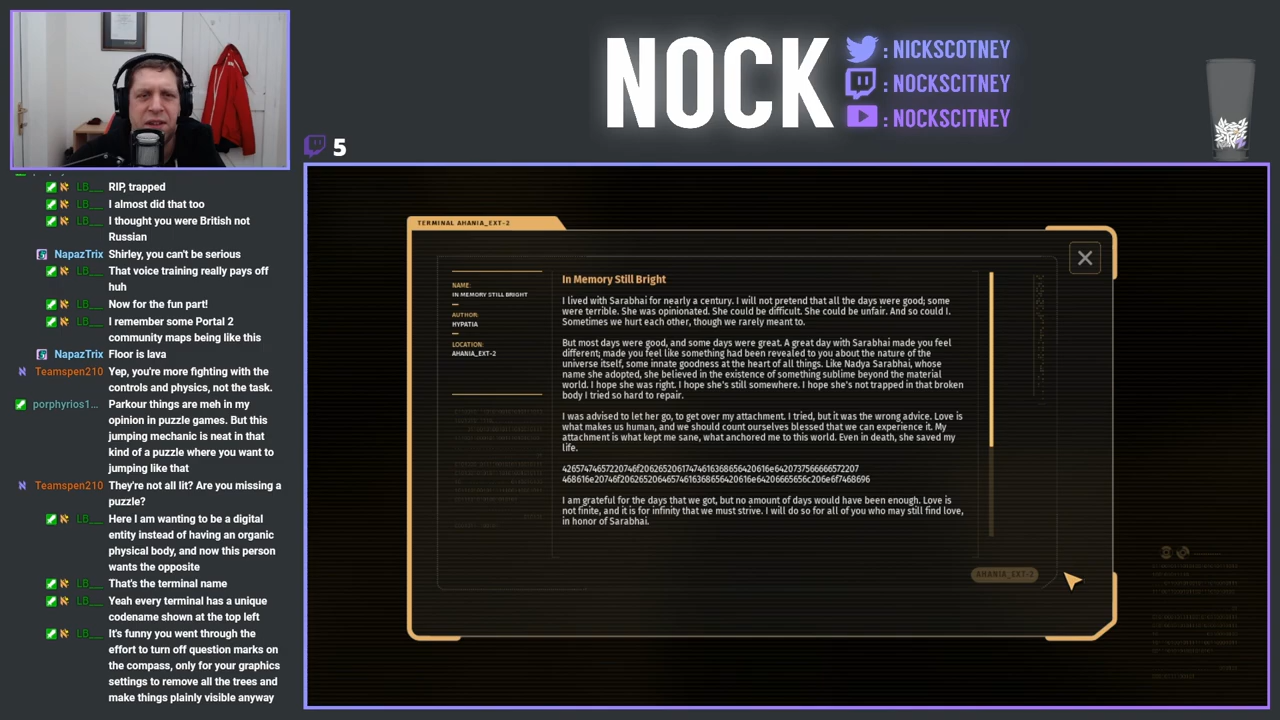 NOCK
: NICKSCOTNEY
: NOCKSCITNEY
: NOCKSCITNEY
5
LB__ RIP, trapped
LB__ I almost did that too
LB__ I thought you were British not
Russian
NapazTrix Shirley, you can't be serious
LB__ That voice training really pays off
huh
LB__ Now for the fun part!
LB__ I remember some Portal 2
community maps being like this
NapazTrix Floor is lava
Teamspen210 Yep, you're more fighting with the
controls and physics, not the task.
porphyrios1... Parkour things are meh in my
opinion in puzzle games. But this
jumping mechanic is neat in that
kind of a puzzle where you want to
jumping like that
Teamspen210 They're not all lit? Are you missing a
puzzle?
LB__ Here I am wanting to be a digital
entity instead of having an organic
physical body, and now this person
wants the opposite
LB__ That's the terminal name
LB__ Yeah every terminal has a unique
codename shown at the top left
LB__ It's funny you went through the
effort to turn off question marks on
the compass, only for your graphics
settings to remove all the trees and
make things plainly visible anyway
TERMINAL AHANIA_EXT-2
NAME:
IN MEMORY STILL BRIGHT
AUTHOR:
HYPATIA
LOCATION:
AHANIA_EXT-2
In Memory Still Bright
I lived with Sarabhai for nearly a century. I will not pretend that all the days were good; some
were terrible. She was opinionated. She could be difficult. She could be unfair. And so could I.
Sometimes we hurt each other, though we rarely meant to.
But most days were good, and some days were great. A great day with Sarabhai made you feel
different; made you feel like something had been revealed to you about the nature of the
universe itself, some innate goodness at the heart of all things. Like Nadya Sarabhai, whose
name she adopted, she believed in the existence of something sublime beyond the material
world. I hope she was right. I hope she's still somewhere. I hope she's not trapped in that broken
body I tried so hard to repair.
I was advised to let her go, to get over my attachment. I tried, but it was the wrong advice. Love is
what makes us human, and we should count ourselves blessed that we can experience it. My
attachment is what kept me sane, what anchored me to this world. Even in death, she saved my
life.
42657474657220746f20626520617474616368656420616e6420737566666572207
468616e20746f20626520646574616368656420616e64206665656c206e6f7468696
I am grateful for the days that we got, but no amount of days would have been enough. Love is
not finite, and it is for infinity that we must strive. I will do so for all of you who may still find love,
in honor of Sarabhai.
AHANIA_EXT-2